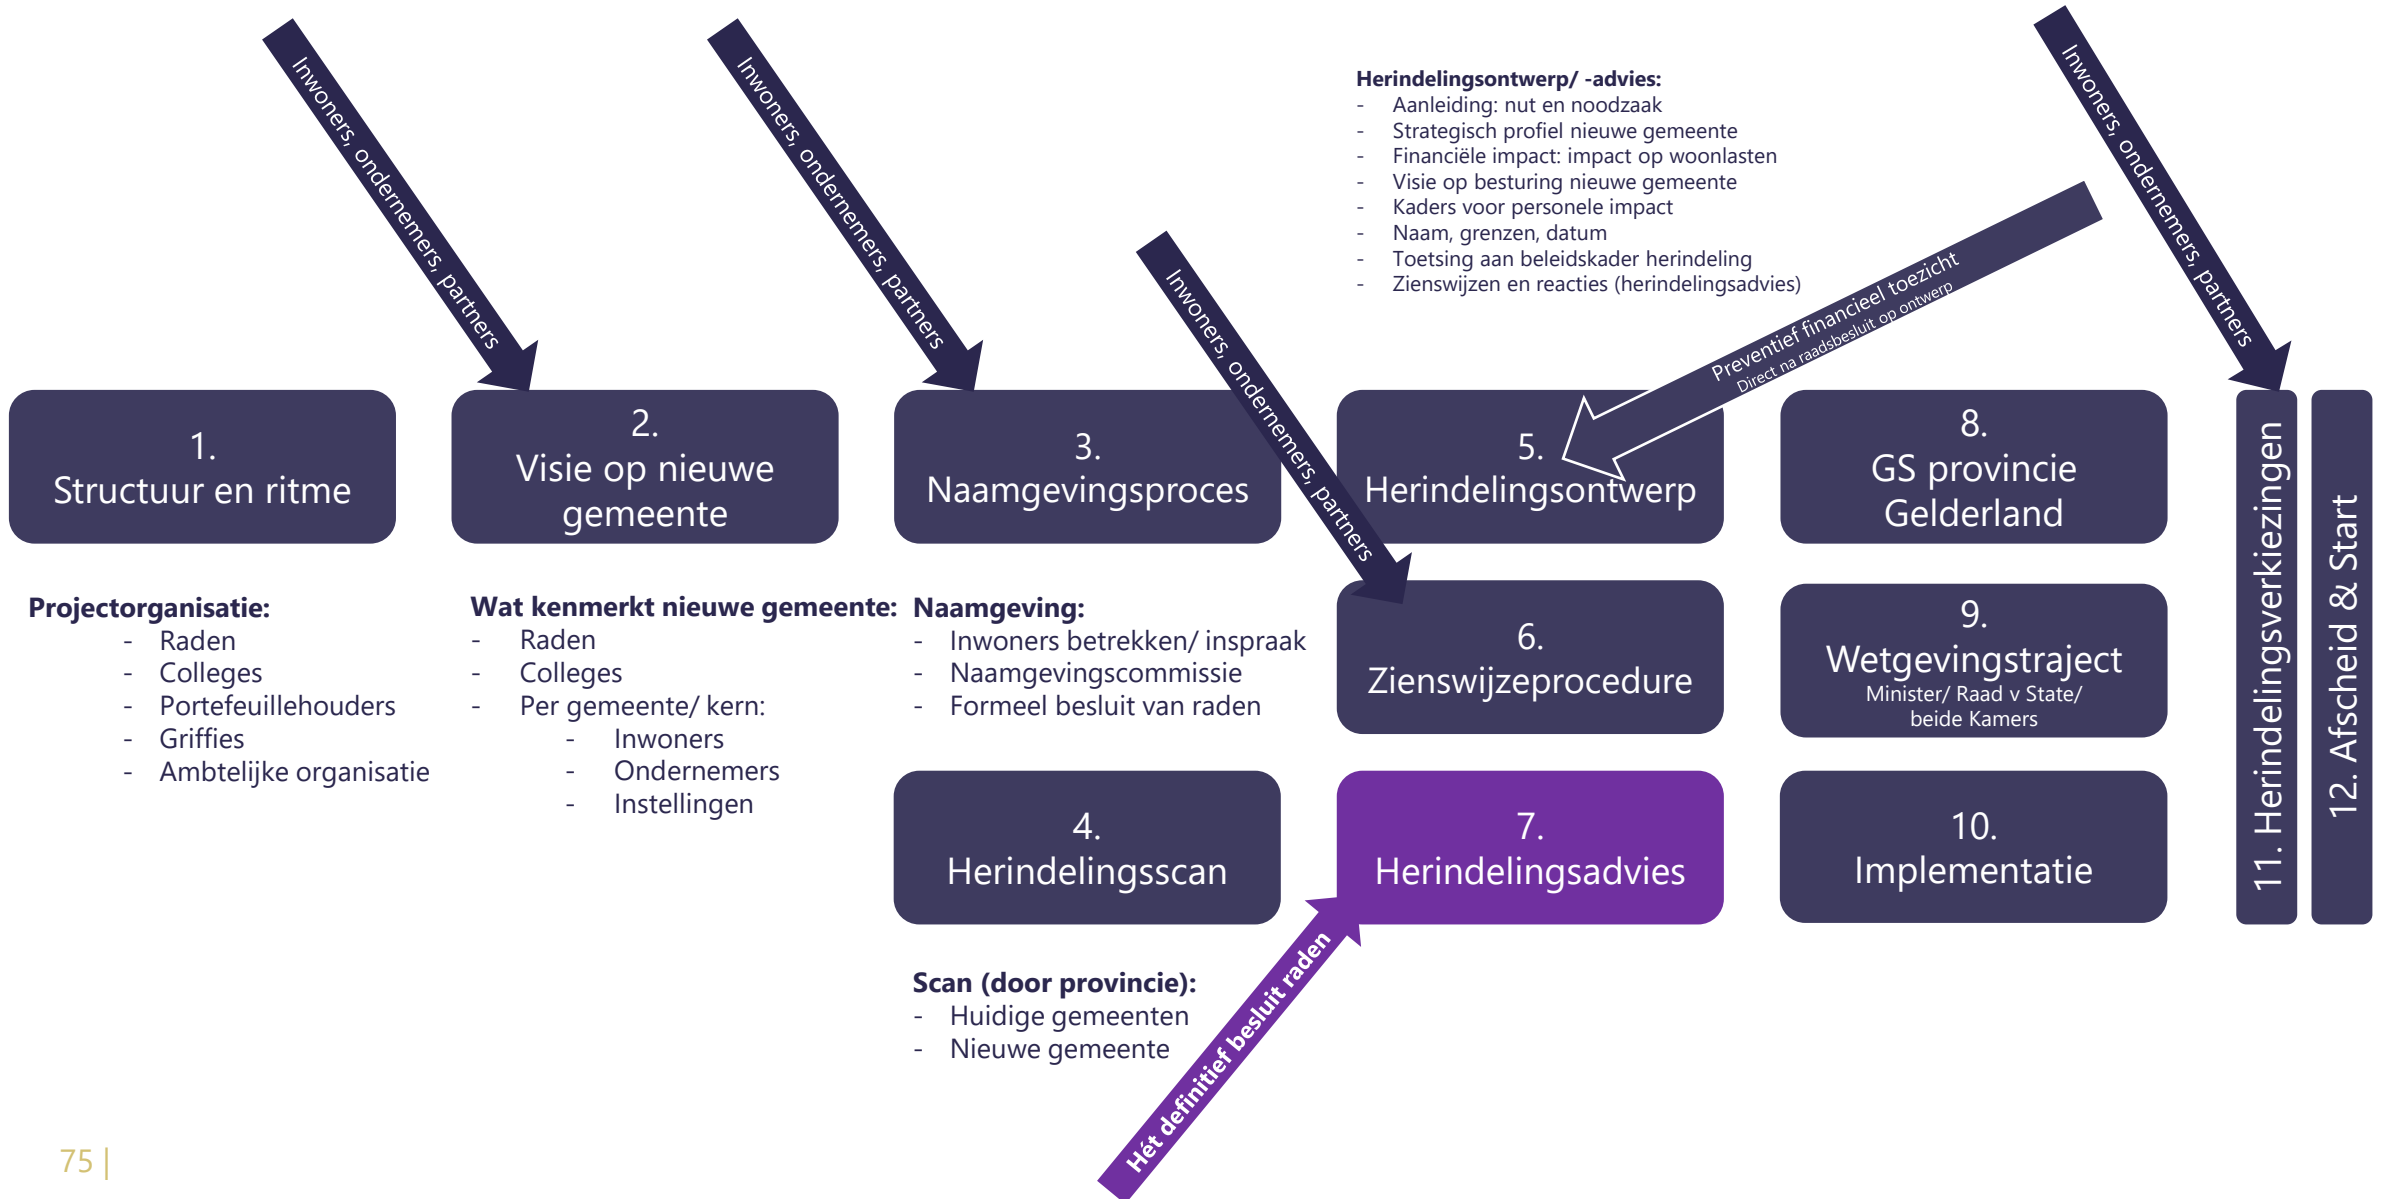 Inwoners, ondernemers, partners
Inwoners, ondernemers, partners
Inwoners, ondernemers, partners
Inwoners, ondernemers, partners
Herindelingsontwerp/ -advies:
- Aanleiding: nut en noodzaak
- Strategisch profiel nieuwe gemeente
- Financiële impact: impact op woonlasten
- Visie op besturing nieuwe gemeente
- Kaders voor personele impact
- Naam, grenzen, datum
- Toetsing aan beleidskader herindeling
- Zienswijzen en reacties (herindelingsadvies)
Preventief financieel toezicht
Direct na raadsbesluit op ontwerp
1.
Structuur en ritme
Projectorganisatie:
- Raden
- Colleges
- Portefeuillehouders
- Griffies
- Ambtelijke organisatie
2.
Visie op nieuwe
gemeente
Wat kenmerkt nieuwe gemeente:
- Raden
- Colleges
- Per gemeente/ kern:
- Inwoners
- Ondernemers
- Instellingen
3.
Naamgevingsproces
Naamgeving:
- Inwoners betrekken/ inspraak
- Naamgevingscommissie
- Formeel besluit van raden
4.
Herindelingsscan
Scan (door provincie):
- Huidige gemeenten
- Nieuwe gemeente
5.
Herindelingsontwerp
6.
Zienswijzeprocedure
7.
Herindelingsadvies
Hét definitief besluit raden
8.
GS provincie
Gelderland
9.
Wetgevingstraject
Minister/ Raad v State/
beide Kamers
10.
Implementatie
11. Herindelingsverkiezingen
12. Afscheid & Start
75 |